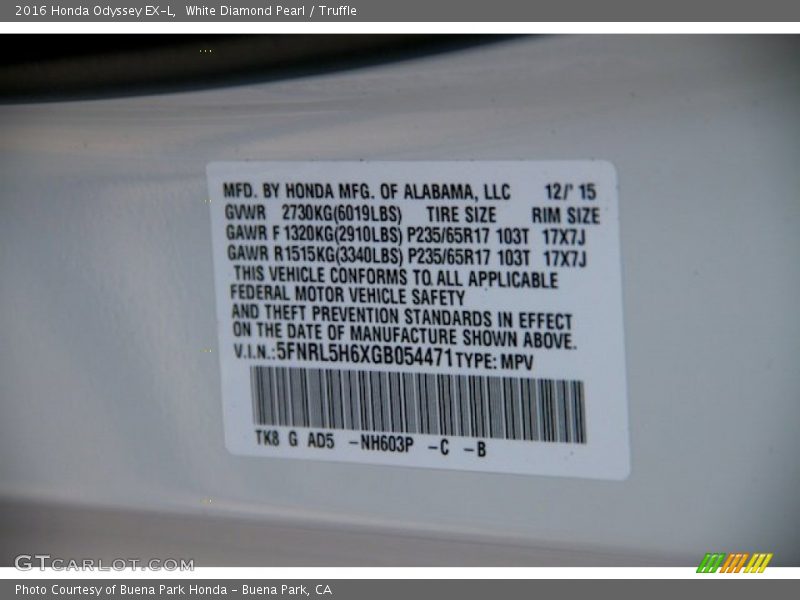 2016 Honda Odyssey EX-L,  White Diamond Pearl / Truffle
MFD. BY HONDA MFG. OF ALABAMA, LLC 12/' 15
GVWR 2730KG(6019LBS) TIRE SIZE RIM SIZE
GAWR F 1320KG(2910LBS) P235/65R17 103T 17X7J
GAWR R1515KG(3340LBS) P235/65R17 103T 17X7J
THIS VEHICLE CONFORMS TO ALL APPLICABLE
FEDERAL MOTOR VEHICLE SAFETY
AND THEFT PREVENTION STANDARDS IN EFFECT
ON THE DATE OF MANUFACTURE SHOWN ABOVE.
V.I.N.:5FNRL5H6XGB054471 TYPE: MPV
TK8 G AD5 -NH603P -C -B
GTCARLOT.COM
Photo Courtesy of Buena Park Honda - Buena Park, CA